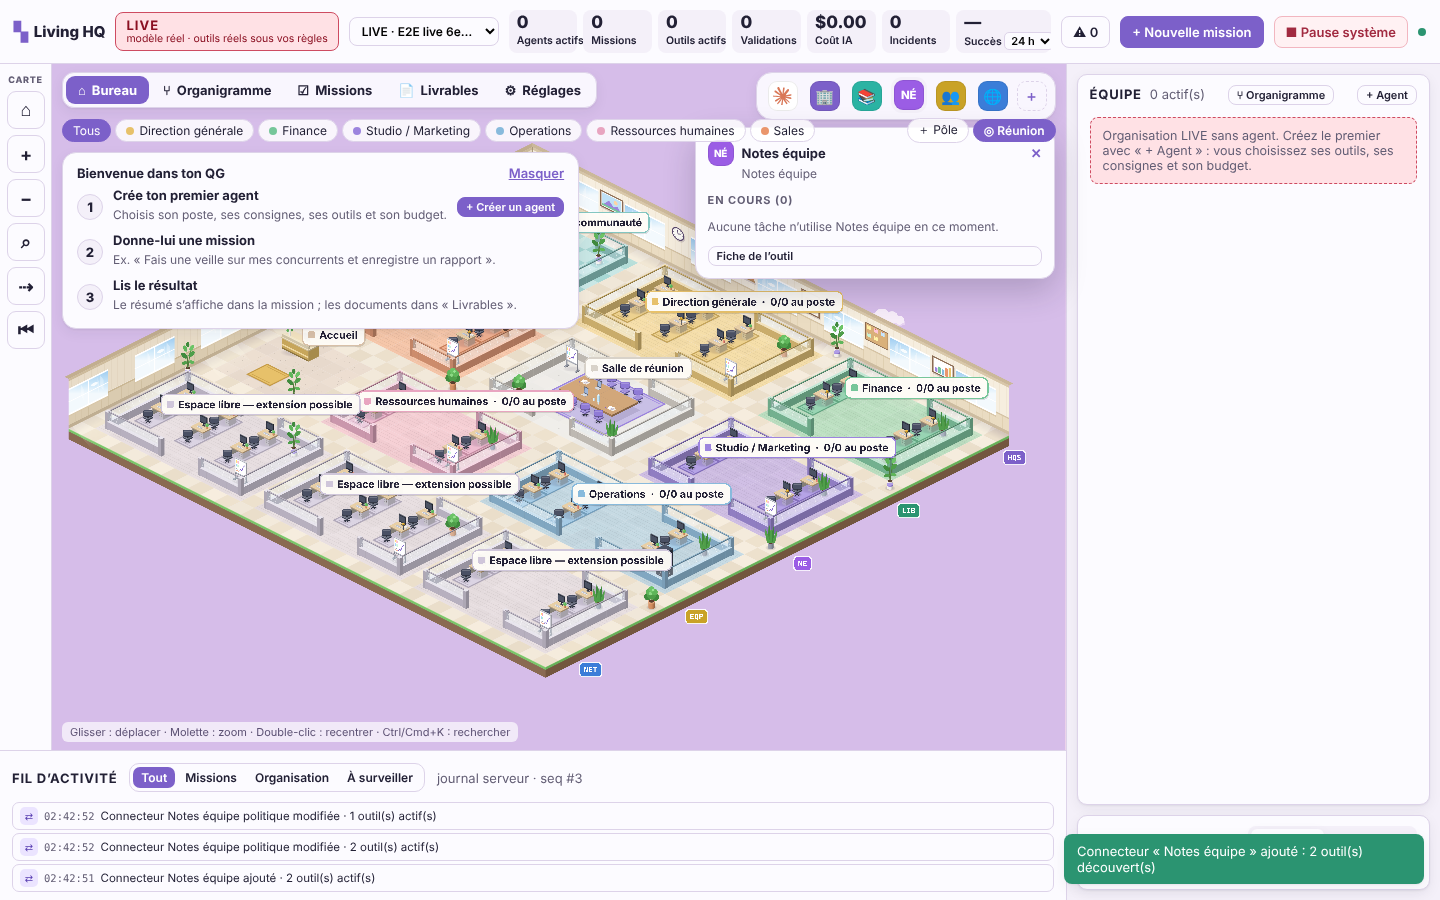 Living HQ
LIVE
modèle réel · outils réels sous vos règles
LIVE · E2E live 6e...
0
Agents actifs
0
Missions
0
Outils actifs
0
Validations
$0.00
Coût IA
0
Incidents
—
Succès
24 h
0
+ Nouvelle mission
Pause système
CARTE
Bureau
Organigramme
Missions
Livrables
Réglages
NÉ
+
Tous
Direction générale
Finance
Studio / Marketing
Operations
Ressources humaines
Sales
+ Pôle
◎ Réunion
Bienvenue dans ton QG
Masquer
1
Crée ton premier agent
Choisis son poste, ses consignes, ses outils et son budget.
+ Créer un agent
2
Donne-lui une mission
Ex. « Fais une veille sur mes concurrents et enregistre un rapport ».
3
Lis le résultat
Le résumé s’affiche dans la mission ; les documents dans « Livrables ».
NÉ
Notes équipe
✕
Notes équipe
EN COURS (0)
Aucune tâche n’utilise Notes équipe en ce moment.
Fiche de l’outil
communauté
Direction générale · 0/0 au poste
Accueil
Salle de réunion
Finance · 0/0 au poste
Espace libre — extension possible
Ressources humaines · 0/0 au poste
Studio / Marketing · 0/0 au poste
HQS
Espace libre — extension possible
Operations · 0/0 au poste
LIB
Espace libre — extension possible
NE
EQP
NET
Glisser : déplacer · Molette : zoom · Double-clic : recentrer · Ctrl/Cmd+K : rechercher
ÉQUIPE
0 actif(s)
Organigramme
+ Agent
Organisation LIVE sans agent. Créez le premier
avec « + Agent » : vous choisissez ses outils, ses
consignes et son budget.
FIL D’ACTIVITÉ
Tout
Missions
Organisation
À surveiller
journal serveur · seq #3
02:42:52 Connecteur Notes équipe politique modifiée · 1 outil(s) actif(s)
02:42:52 Connecteur Notes équipe politique modifiée · 2 outil(s) actif(s)
02:42:51 Connecteur Notes équipe ajouté · 2 outil(s) actif(s)
Connecteur « Notes équipe » ajouté : 2 outil(s)
découvert(s)